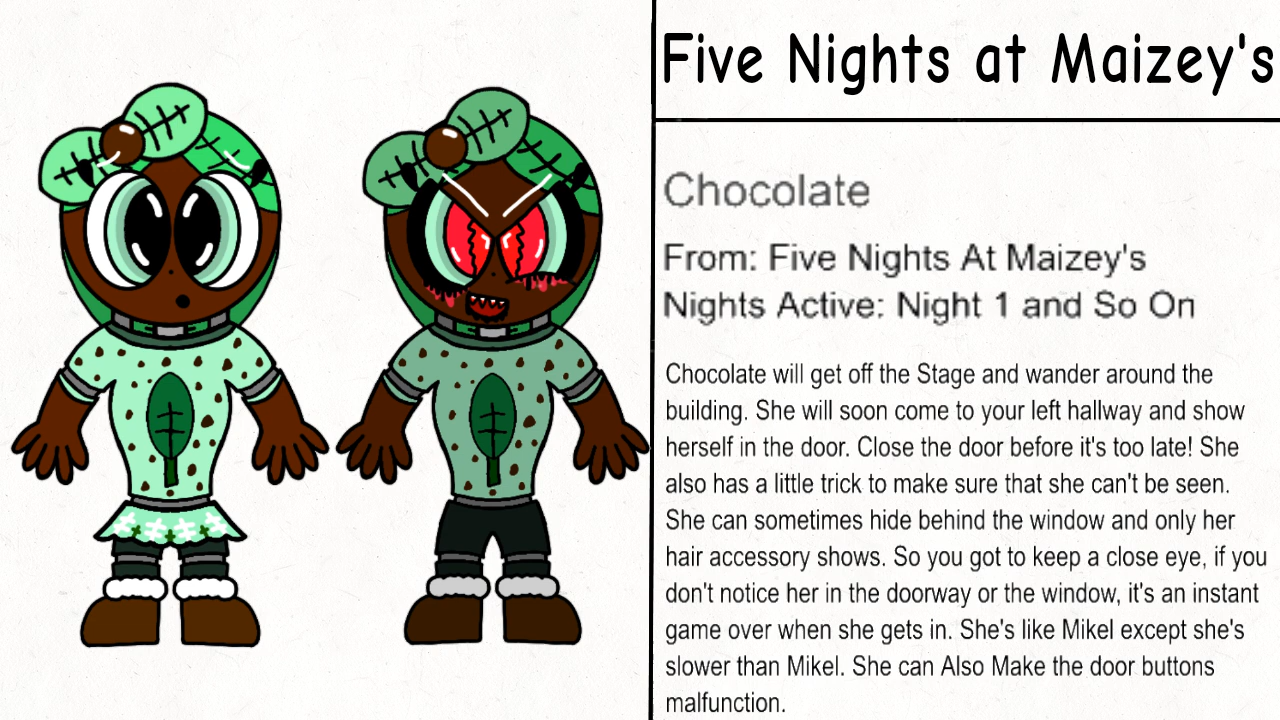 Five Nights at Maizey's
Chocolate
From: Five Nights At Maizey's
Nights Active: Night 1 and So On
Chocolate will get off the Stage and wander around the
building. She will soon come to your left hallway and show
herself in the door. Close the door before it's too late! She
also has a little trick to make sure that she can't be seen.
She can sometimes hide behind the window and only her
hair accessory shows. So you got to keep a close eye, if you
don't notice her in the doorway or the window, it's an instant
game over when she gets in. She's like Mikel except she's
slower than Mikel. She can Also Make the door buttons
malfunction.